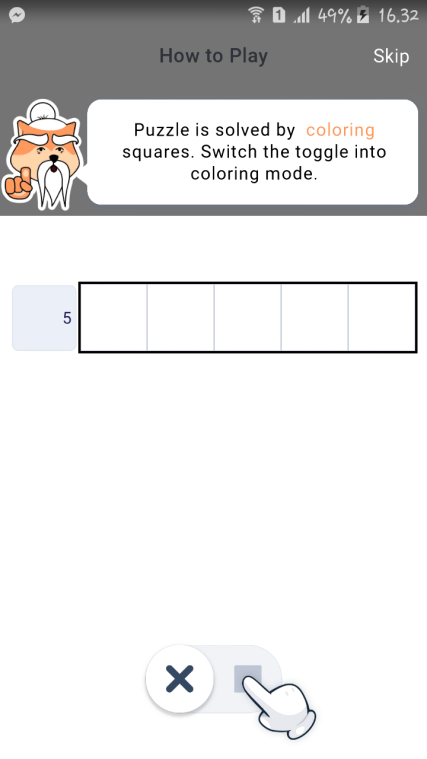 1 49% 16.32
How to Play Skip
Puzzle is solved by coloring
squares. Switch the toggle into
coloring mode.
5